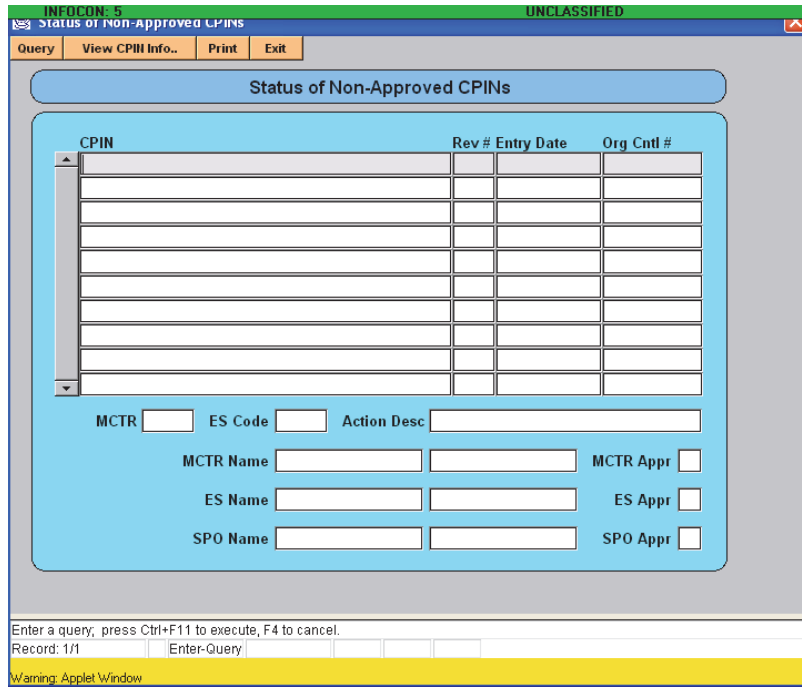 INFOCON: 5 UNCLASSIFIED
Status of Non-Approved CPINs
Query View CPIN Info.. Print Exit
Status of Non-Approved CPINs
CPIN Rev # Entry Date Org Cntl #
MCTR ES Code Action Desc
MCTR Name MCTR Appr
ES Name ES Appr
SPO Name SPO Appr
Enter a query; press Ctrl+F11 to execute, F4 to cancel.
Record: 1/1 Enter-Query
Warning: Applet Window